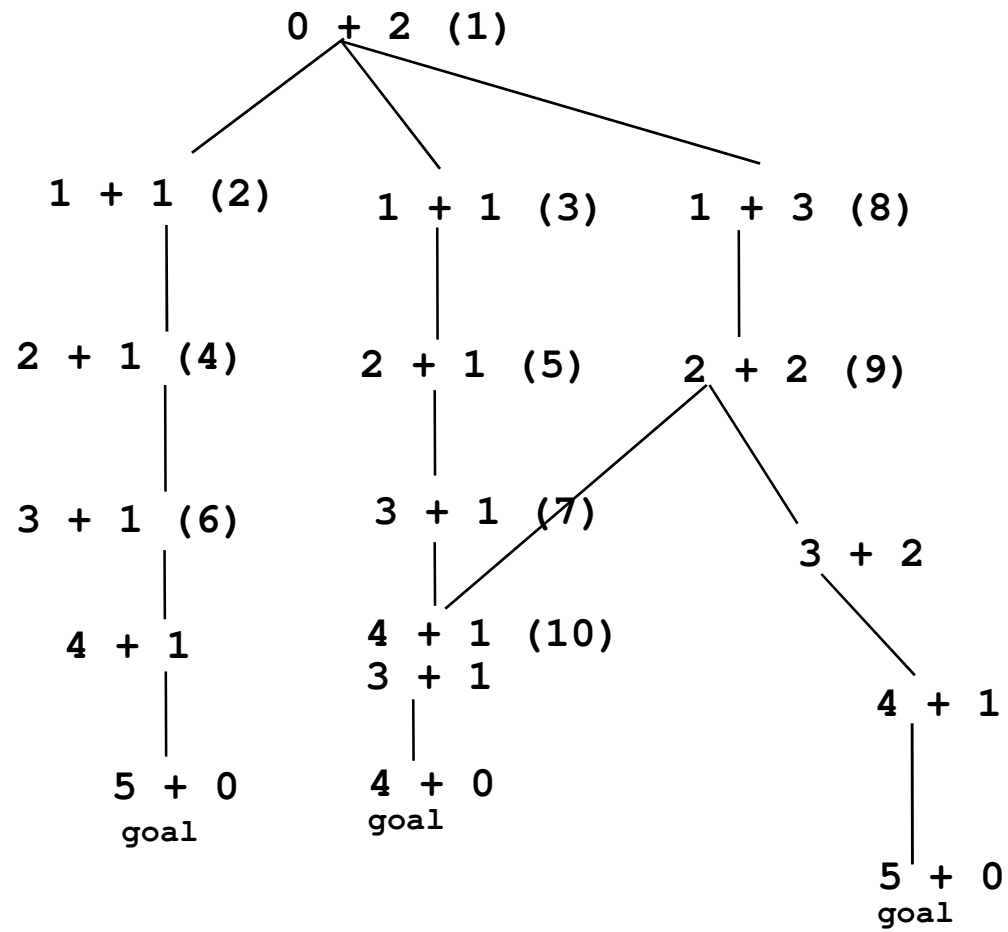 0 + 2 (1)
1 + 1 (2)
1 + 1 (3)
1 + 3 (8)
2 + 1 (4)
2 + 1 (5)
2 + 2 (9)
3 + 1 (6)
3 + 1 (7)
3 + 2
4 + 1
4 + 1 (10)
3 + 1
4 + 1
5 + 0
goal
4 + 0
goal
5 + 0
goal